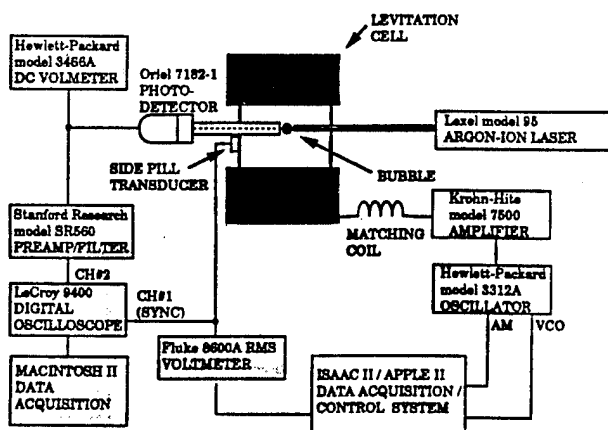 LEVITATION
CELL
Hewlett-Packard
model 3456A
DC VOLMETER
Oriel 7182-1
PHOTO-
DETECTOR
Lexel model 95
ARGON-ION LASER
SIDE PILL
TRANSDUCER
BUBBLE
Stanford Research
model SR560
PREAMP/FILTER
MATCHING
COIL
Krohn-Hite
model 7500
AMPLIFIER
CH#2
LeCroy 9400
DIGITAL
OSCILLOSCOPE
CH#1
(SYNC)
Hewlett-Packard
model 3312A
OSCILLATOR
AM
VCO
Fluke 8600A RMS
VOLTMETER
MACINTOSH II
DATA
ACQUISITION
ISAAC II / APPLE II
DATA ACQUISITION /
CONTROL SYSTEM